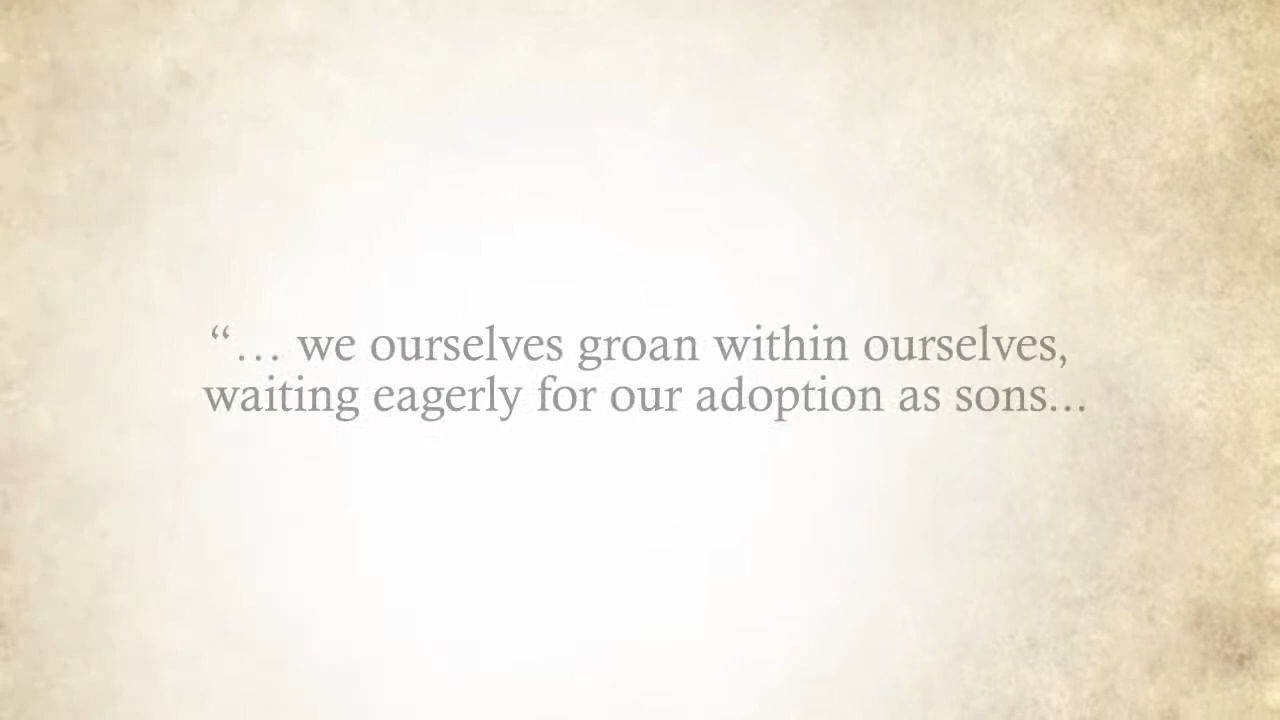 “… we ourselves groan within ourselves,
waiting eagerly for our adoption as sons...